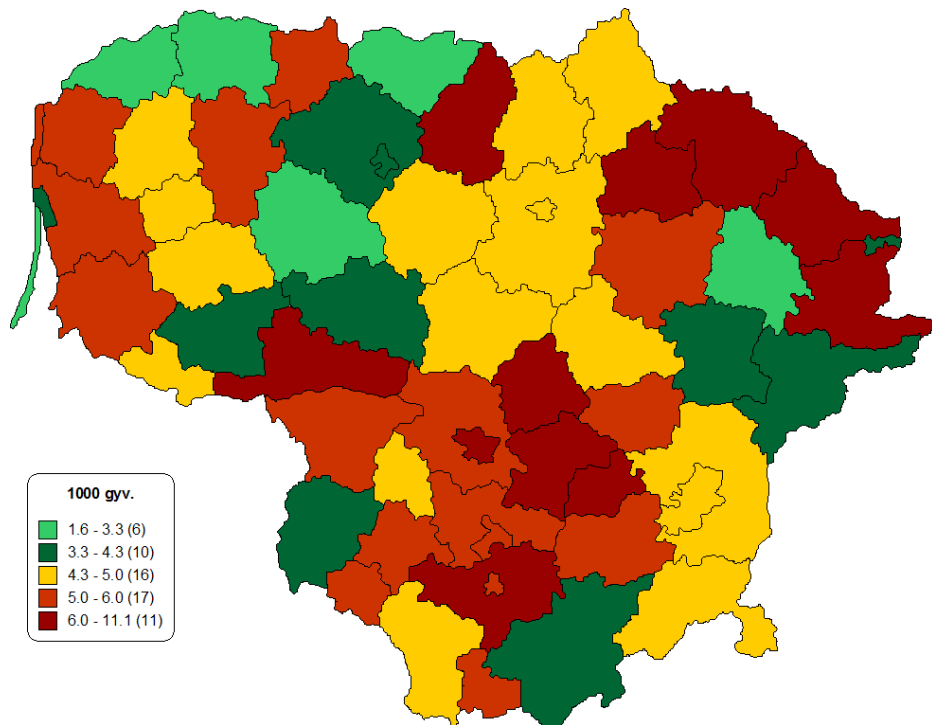 1000 gyv.
1.6 - 3.3 (6)
3.3 - 4.3 (10)
4.3 - 5.0 (16)
5.0 - 6.0 (17)
6.0 - 11.1 (11)